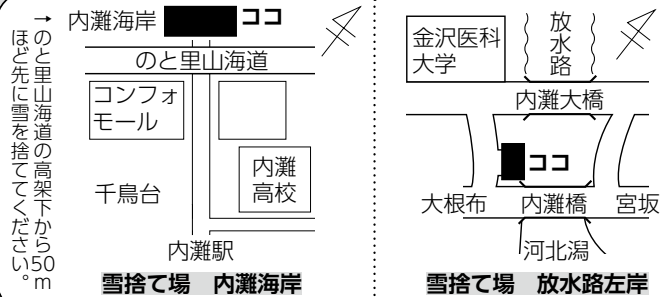 →のと里山海道の高架下から50m
ほど先に雪を捨ててください。
内灘海岸
ココ
のと里山海道
コンフォ
モール
千鳥台
内灘
高校
内灘駅
雪捨て場 内灘海岸
金沢医科
大学
放水路
内灘大橋
ココ
大根布
内灘橋
宮坂
河北潟
雪捨て場 放水路左岸